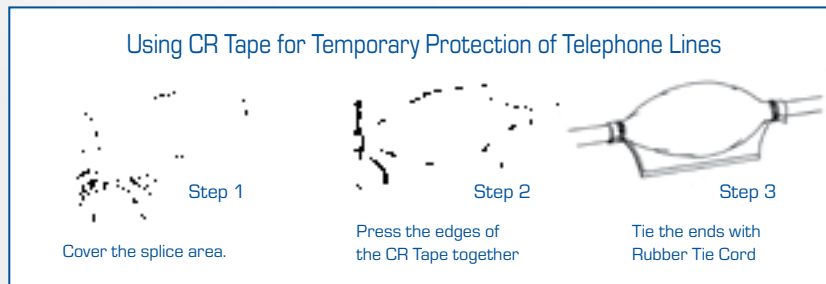 Using CR Tape for Temporary Protection of Telephone Lines
Step 1
Cover the splice area.
Step 2
Press the edges of
the CR Tape together
Step 3
Tie the ends with
Rubber Tie Cord